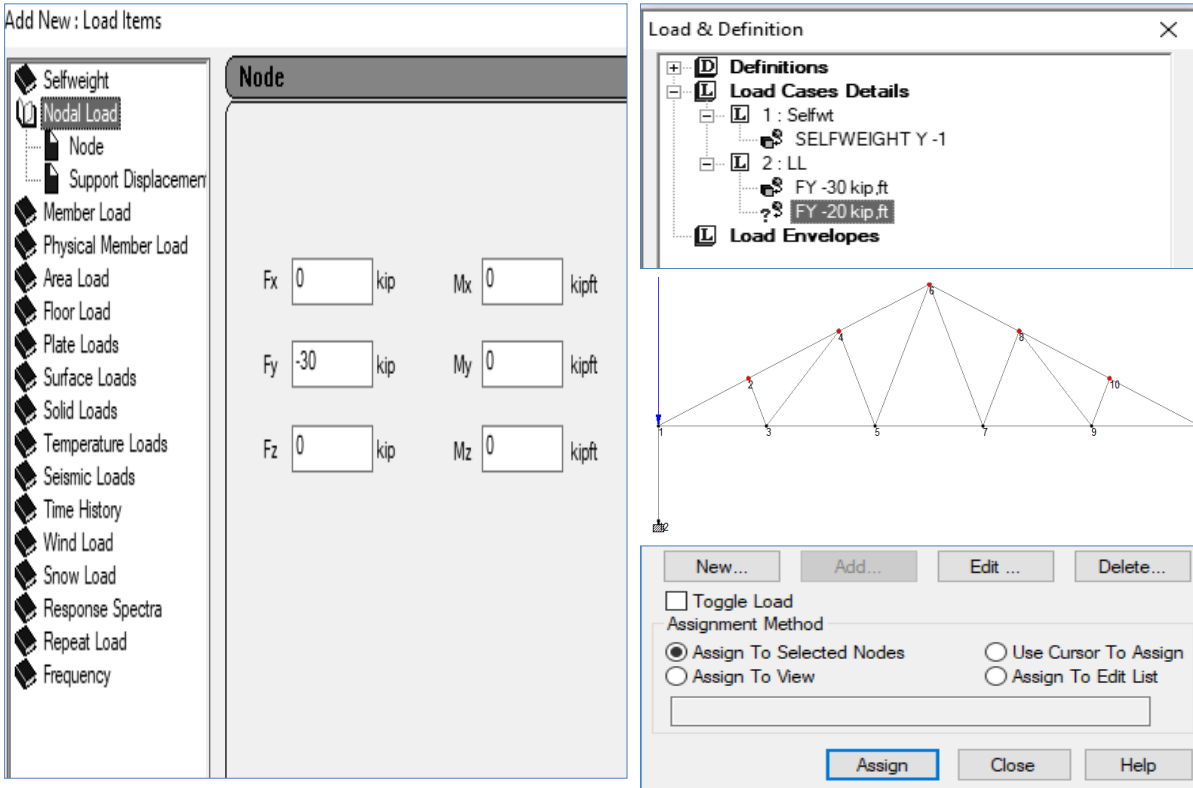 Add New : Load Items
Selfweight
Nodal Load
Node
Support Displacemen
Member Load
Physical Member Load
Area Load
Floor Load
Plate Loads
Surface Loads
Solid Loads
Temperature Loads
Seismic Loads
Time History
Wind Load
Snow Load
Response Spectra
Repeat Load
Frequency
Node
Fx 0 kip Mx 0 kipft
Fy -30 kip My 0 kipft
Fz 0 kip Mz 0 kipft
Load & Definition
D Definitions
L Load Cases Details
L 1 : Selfwt
S SELFWEIGHT Y -1
L 2 : LL
S FY -30 kip,ft
?S FY -20 kip,ft
L Load Envelopes
6
4 8
2 10
1 3 5 7 9
2
New... Add... Edit ... Delete...
Toggle Load
Assignment Method
Assign To Selected Nodes Use Cursor To Assign
Assign To View Assign To Edit List
Assign Close Help